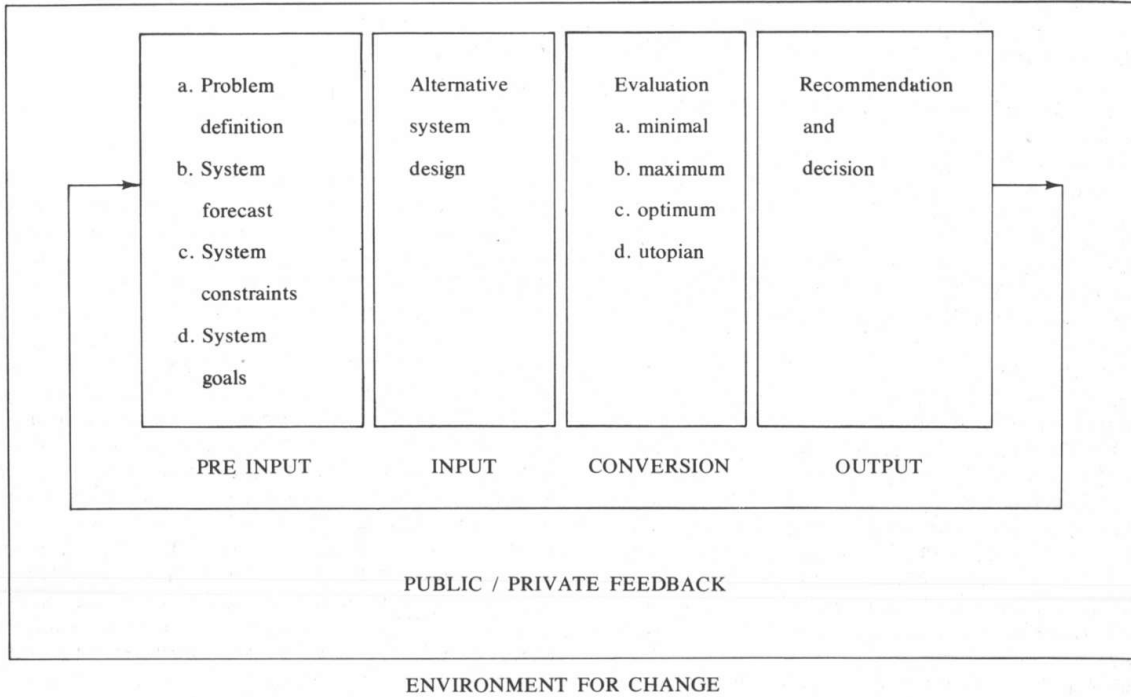 a. Problem
definition
b. System
forecast
c. System
constraints
d. System
goals
Alternative
system
design
Evaluation
a. minimal
b. maximum
c. optimum
d. utopian
Recommendation
and
decision
PRE INPUT
INPUT
CONVERSION
OUTPUT
PUBLIC / PRIVATE FEEDBACK
ENVIRONMENT FOR CHANGE